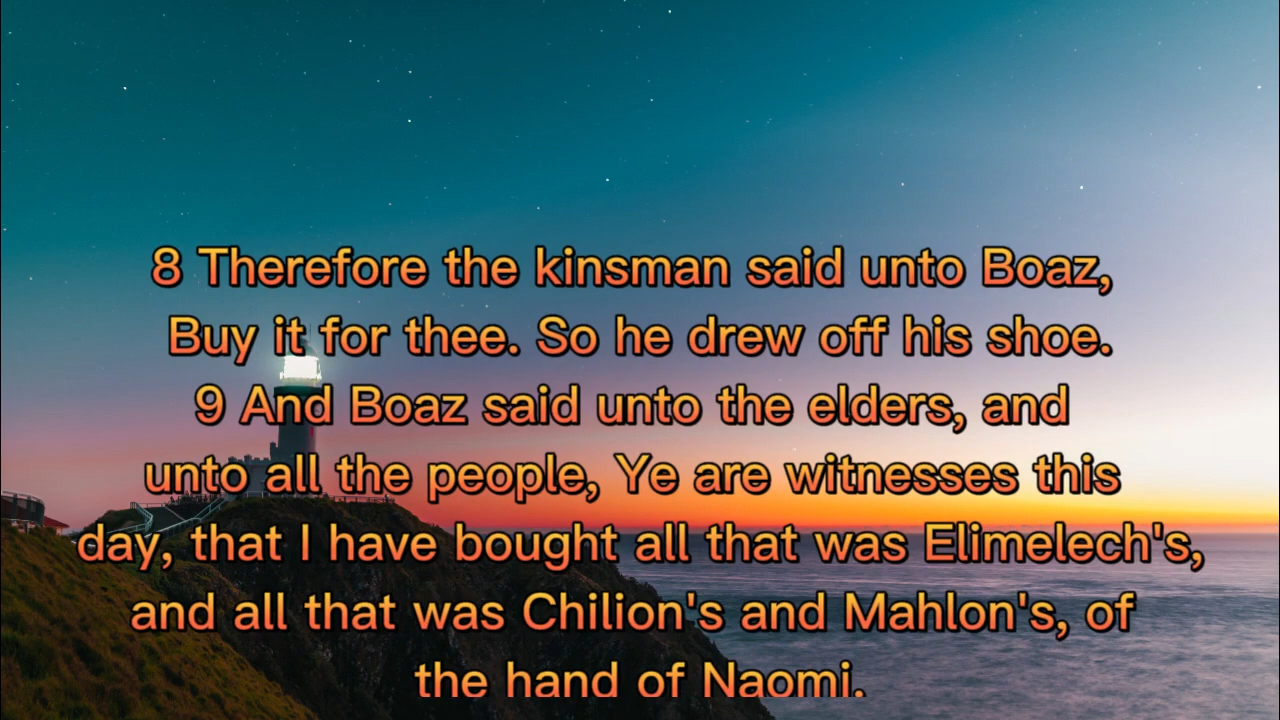 8 Therefore the kinsman said unto Boaz,
Buy it for thee. So he drew off his shoe.
9 And Boaz said unto the elders, and
unto all the people, Ye are witnesses this
day, that I have bought all that was Elimelech's,
and all that was Chilion's and Mahlon's, of
the hand of Naomi.